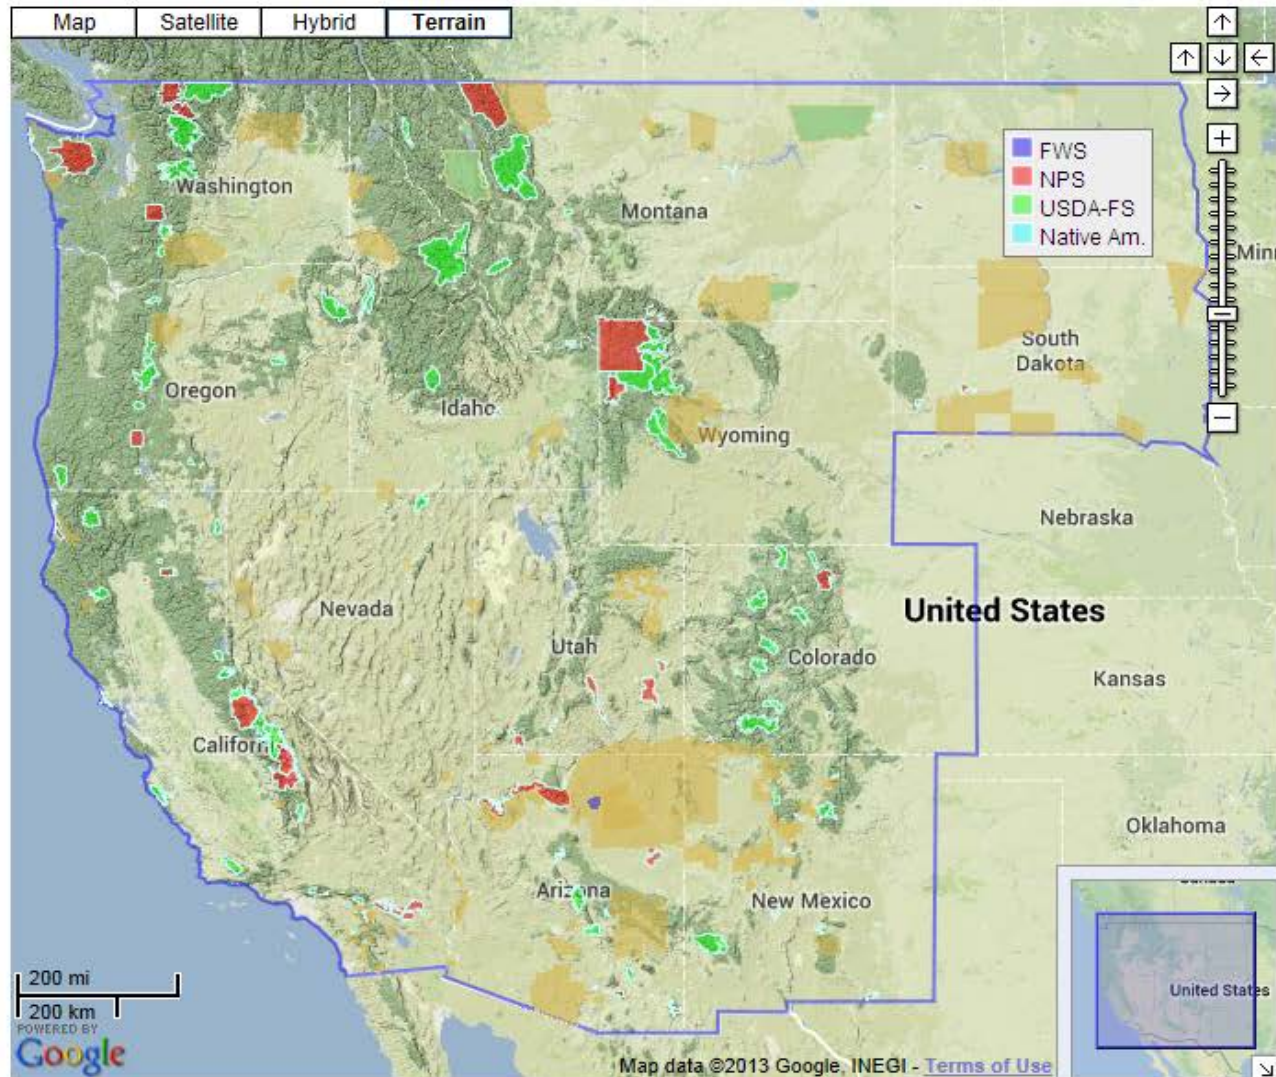 Map Satellite Hybrid Terrain
FWS
NPS
USDA-FS
Native Am.
Washington
Montana
Minn
Oregon
Idaho
South
Dakota
Wyoming
Nebraska
Nevada
United States
Utah
Colorado
Kansas
Californ
Oklahoma
Arizona
New Mexico
200 mi
200 km
POWERED BY
Google
United States
Map data ©2013 Google, INEGI - Terms of Use